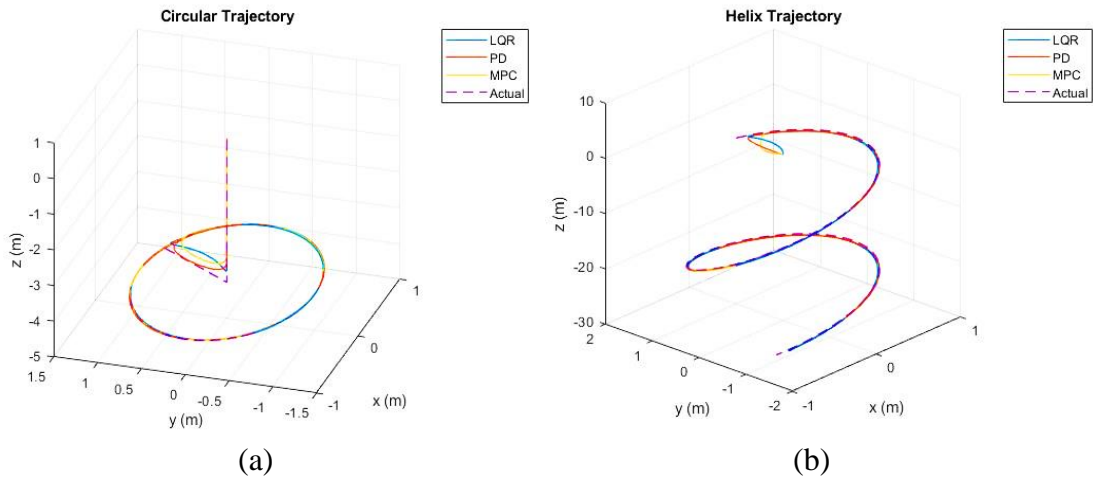 Circular Trajectory
LQR
PD
MPC
Actual
1
0
-1
-2
-3
-4
-5
z (m)
1.5
1
0.5
0
-0.5
-1
-1.5
y (m)
-1
0
1
x (m)
(a)
Helix Trajectory
LQR
PD
MPC
Actual
10
0
-10
-20
-30
z (m)
2
1
0
-1
-2
y (m)
-1
0
1
x (m)
(b)